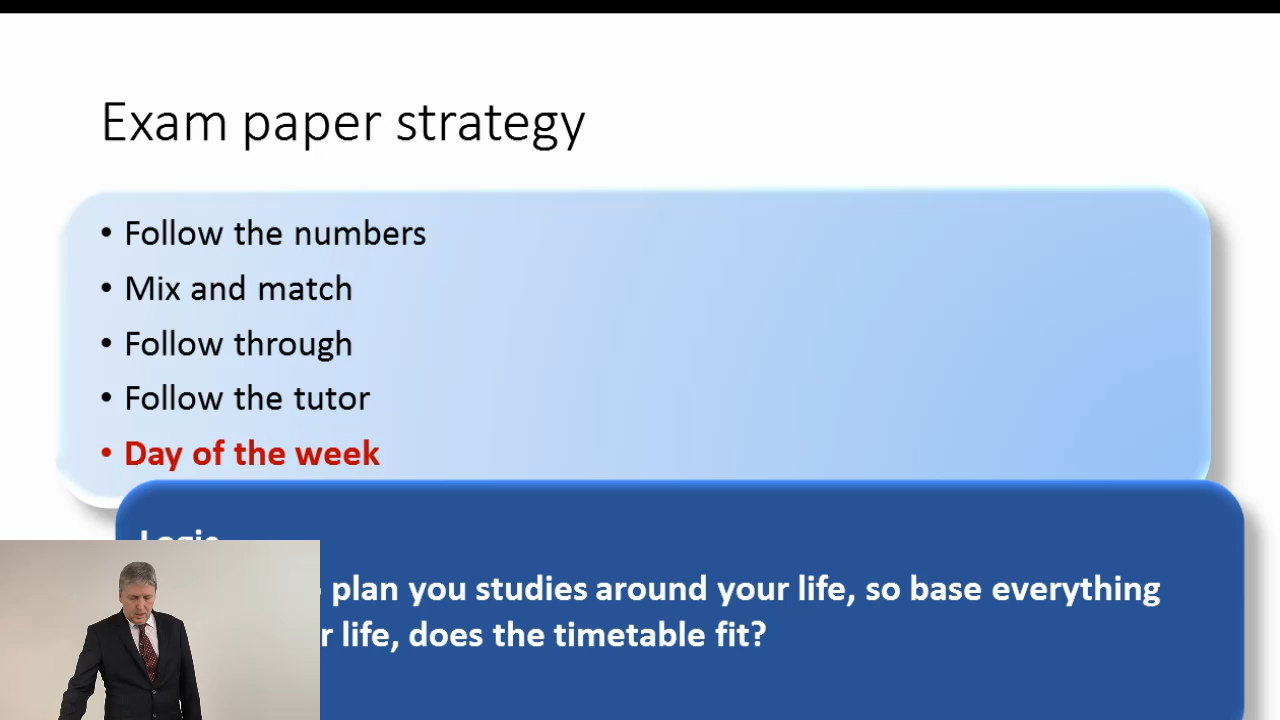 Exam paper strategy
• Follow the numbers
• Mix and match
• Follow through
• Follow the tutor
• Day of the week
Logic
plan you studies around your life, so base everything
life, does the timetable fit?